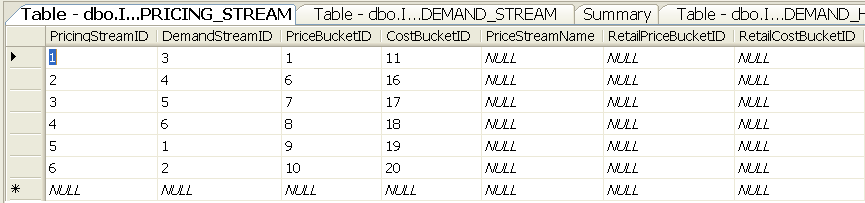 Table - dbo.I...PRICING_STREAM Table - dbo.I...DEMAND_STREAM Summary Table - dbo.I...DEMAND_L
PricingStreamID DemandStreamID PriceBucketID CostBucketID PriceStreamName RetailPriceBucketID RetailCostBucketID
1 3 1 11 NULL NULL NULL
2 4 6 16 NULL NULL NULL
3 5 7 17 NULL NULL NULL
4 6 8 18 NULL NULL NULL
5 1 9 19 NULL NULL NULL
6 2 10 20 NULL NULL NULL
* NULL NULL NULL NULL NULL NULL NULL